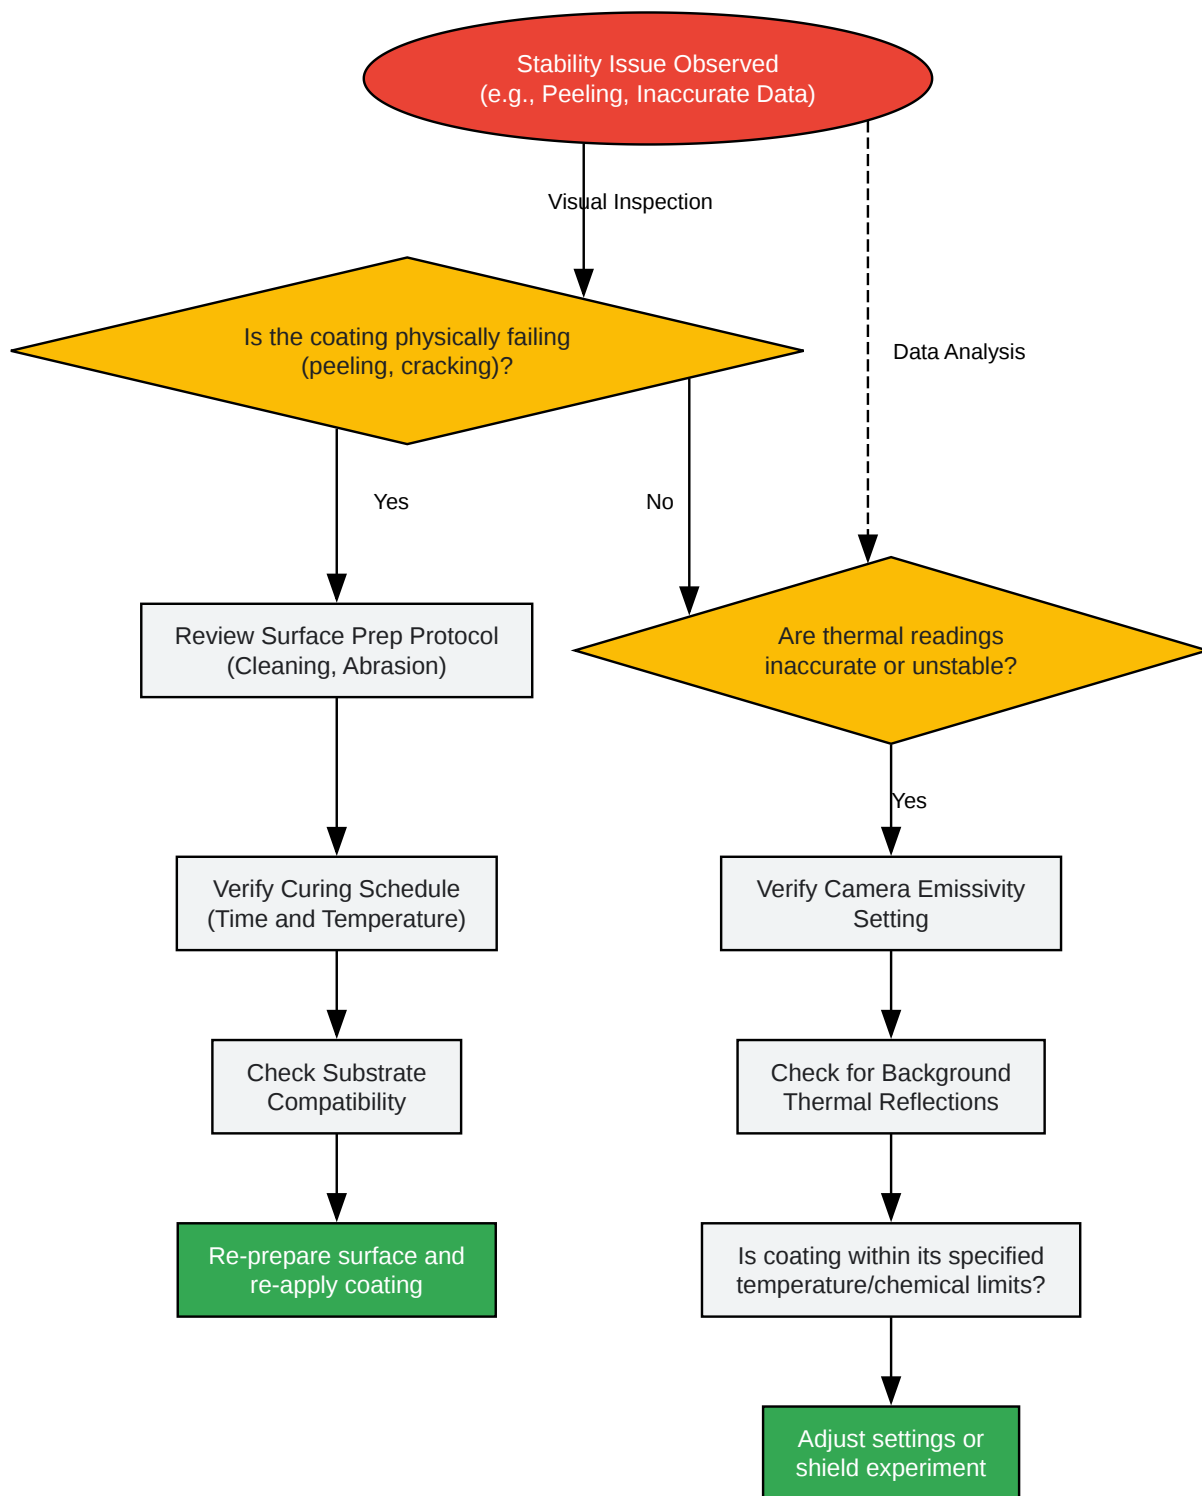 Stability Issue Observed
(e.g., Peeling, Inaccurate Data)
Visual Inspection
Is the coating physically failing
(peeling, cracking)?
Data Analysis
Yes
No
Review Surface Prep Protocol
(Cleaning, Abrasion)
Are thermal readings
inaccurate or unstable?
Yes
Verify Curing Schedule
(Time and Temperature)
Verify Camera Emissivity
Setting
Check Substrate
Compatibility
Check for Background
Thermal Reflections
Re-prepare surface and
re-apply coating
Is coating within its specified
temperature/chemical limits?
Adjust settings or
shield experiment